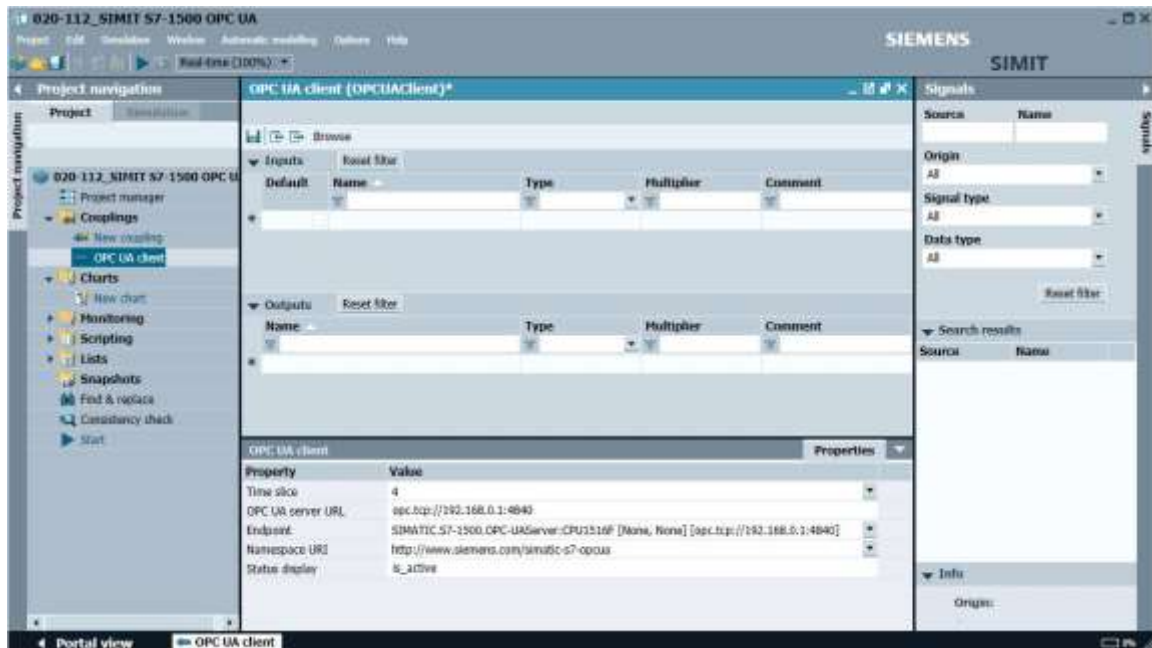 020-112_SIMIT S7-1500 OPC UA
Project Edit Simulation Window Automatic modelling Options Help
SIEMENS
SIMIT
Real-time (100%)
Project navigation
Project Simulation
Project navigation
020-112_SIMIT S7-1500 OPC U
Project manager
Couplings
New coupling
OPC UA client
Charts
New chart
Monitoring
Scripting
Lists
Snapshots
Find & replace
Consistency check
Start
OPC UA client (OPCUAClient)*
Browse
Inputs Reset filter
Default Name Type Multiplier Comment
Outputs Reset filter
Name Type Multiplier Comment
OPC UA client Properties
Property Value
Time slice 4
OPC UA server URL opc.tcp://192.168.0.1:4840
Endpoint SIMATIC.S7-1500.OPC-UAServer:CPU1516F [None, None] [opc.tcp://192.168.0.1:4840]
Namespace URI http://www.siemens.com/simatic-s7-opcua
Status display is_active
Signals
Signals
Source Name
Origin
All
Signal type
All
Data type
All
Reset filter
Search results
Source Name
Info
Origin:
Portal view OPC UA client